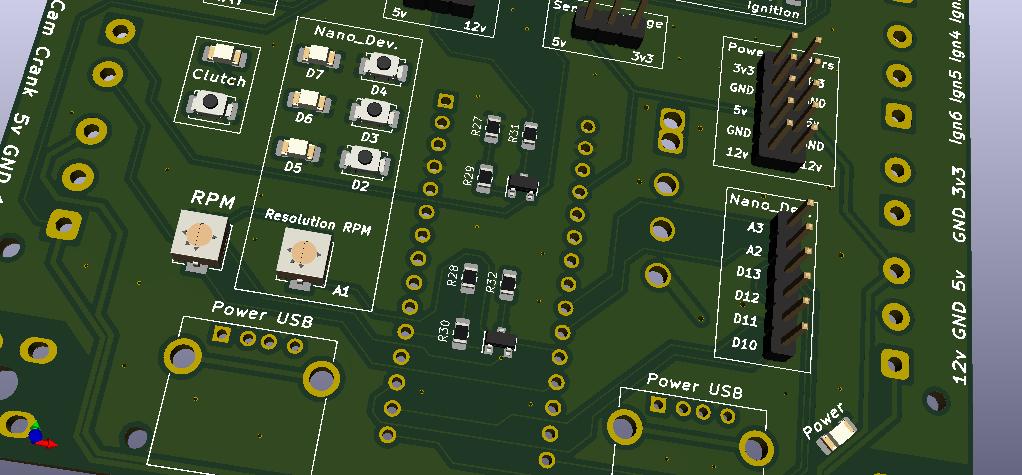 5v
12v
Ignition
5v
3v3
Nano_Dev.
D7
D4
Clutch
D6
D3
D5
D2
R27
R31
R29
3v3
GND
5v
GND
12v
12v
Ign4
Ign5
Ign6
3v3
GND
Cam Crank 5v GND
RPM
Resolution RPM
A1
R28
R32
R30
A3
A2
D13
D12
D11
D10
5v
GND
12v
Power USB
Power USB
Power